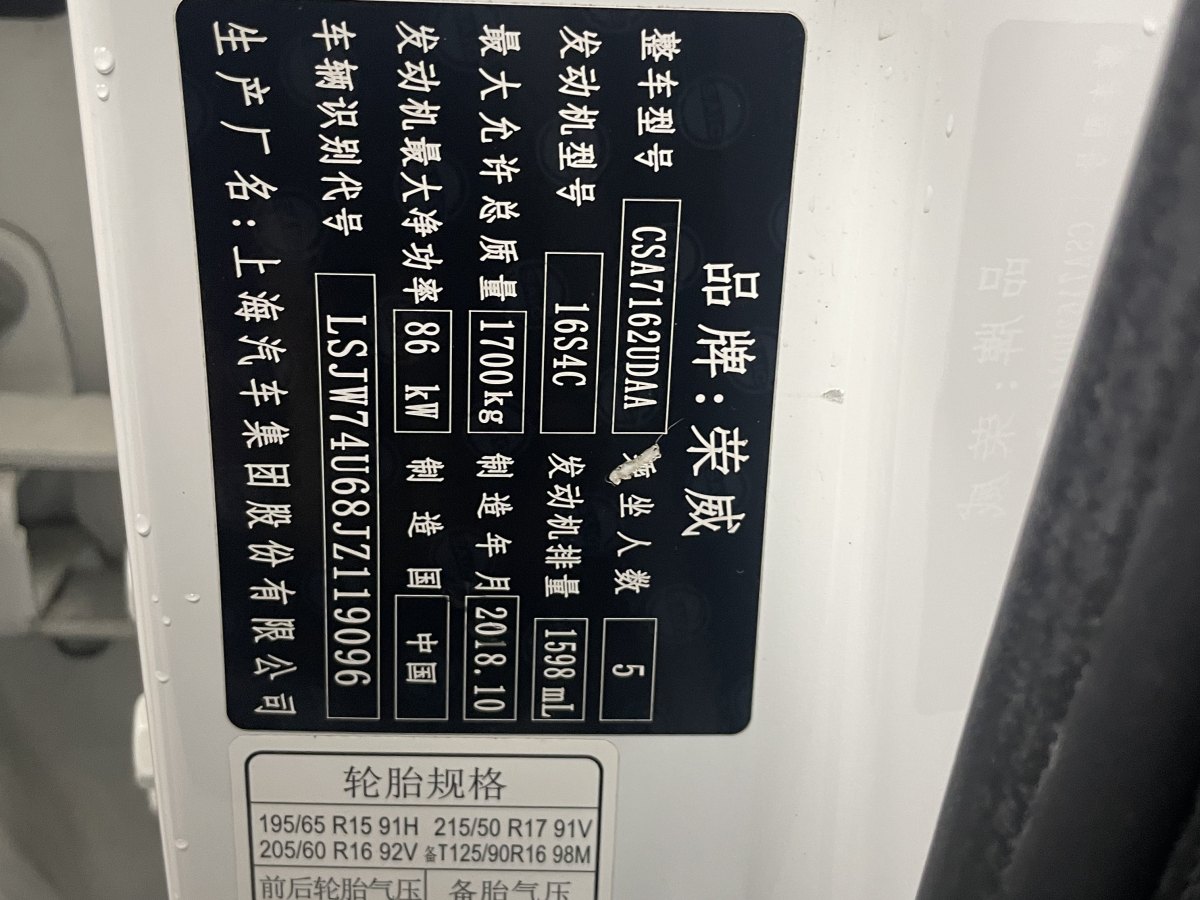 品牌:荣威
整车型号 CSA7162UDAA 乘坐人数 5
发动机型号 16S4C 发动机排量 1598mL
最大允许总质量 1700kg 制造年月 2018.10
发动机最大净功率 86 kW 制造国 中国
车辆识别代号 LSJW74U68JZ119096
生产厂名:上海汽车集团股份有限公司
轮胎规格
195/65 R15 91H 215/50 R17 91V
205/60 R16 92V 备T125/90R16 98M
前后轮胎气压 备胎气压